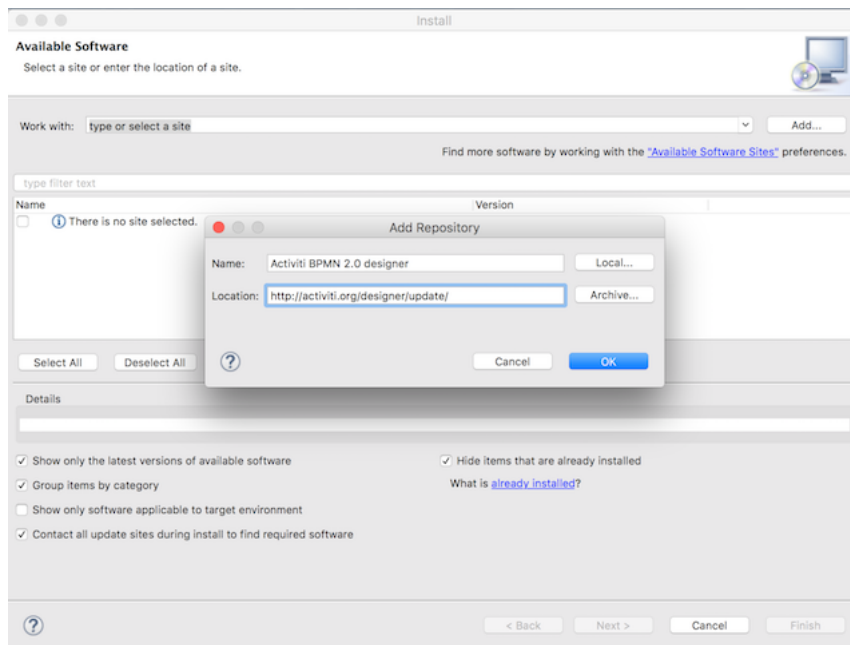 Install
Available Software
Select a site or enter the location of a site.
Work with: type or select a site Add...
Find more software by working with the "Available Software Sites" preferences.
type filter text
Name Version
There is no site selected.
Add Repository
Name: Activiti BPMN 2.0 designer Local...
Location: http://activiti.org/designer/update/ Archive...
? Cancel OK
Select All Deselect All
Details
Show only the latest versions of available software Hide items that are already installed
Group items by category What is already installed?
Show only software applicable to target environment
Contact all update sites during install to find required software
? < Back Next > Cancel Finish